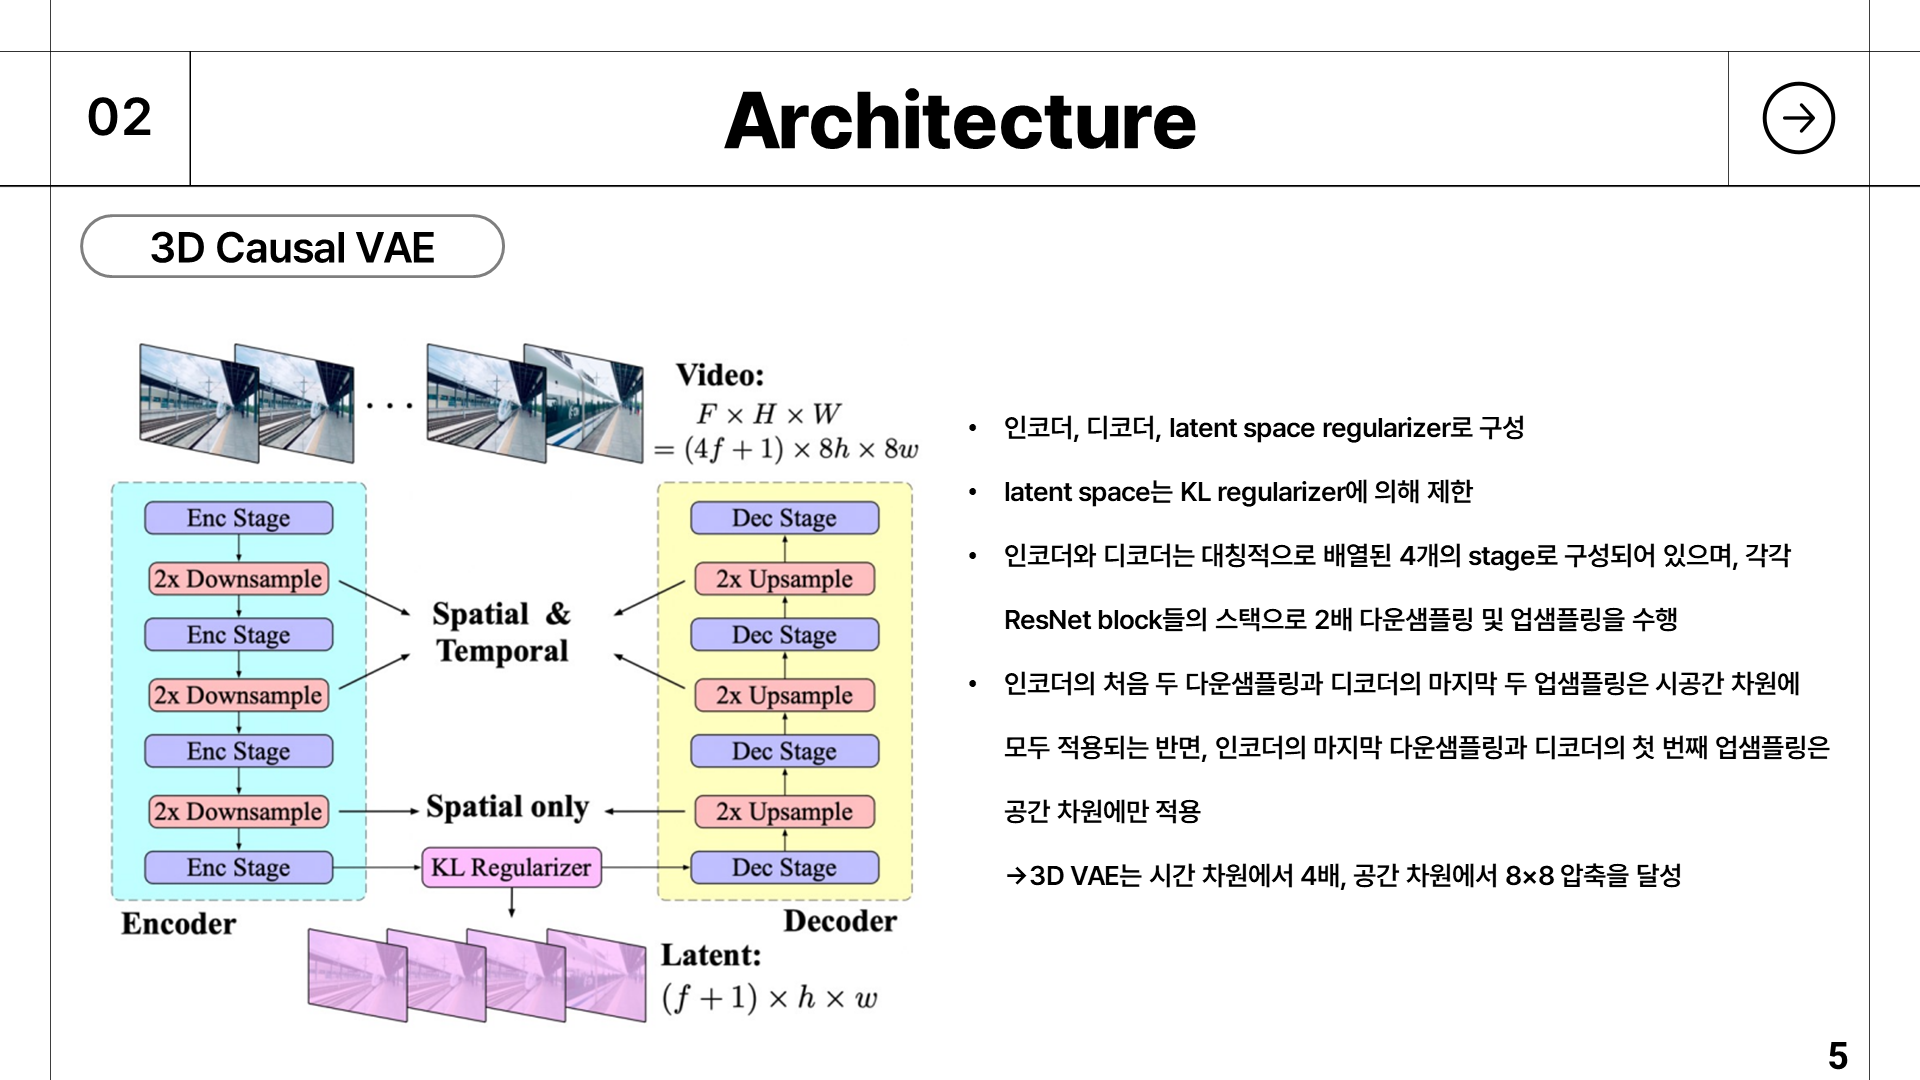 02
Architecture
3D Causal VAE
Video:
F × H × W
= (4f + 1) × 8h × 8w
Enc Stage
2x Downsample
Enc Stage
2x Downsample
Enc Stage
2x Downsample
Enc Stage
Encoder
Spatial &
Temporal
Spatial only
KL Regularizer
Dec Stage
2x Upsample
Dec Stage
2x Upsample
Dec Stage
2x Upsample
Dec Stage
Decoder
Latent:
(f + 1) × h × w
• 인코더, 디코더, latent space regularizer로 구성
• latent space는 KL regularizer에 의해 제한
• 인코더와 디코더는 대칭적으로 배열된 4개의 stage로 구성되어 있으며, 각각
ResNet block들의 스택으로 2배 다운샘플링 및 업샘플링을 수행
• 인코더의 처음 두 다운샘플링과 디코더의 마지막 두 업샘플링은 시공간 차원에
모두 적용되는 반면, 인코더의 마지막 다운샘플링과 디코더의 첫 번째 업샘플링은
공간 차원에만 적용
→3D VAE는 시간 차원에서 4배, 공간 차원에서 8×8 압축을 달성
5